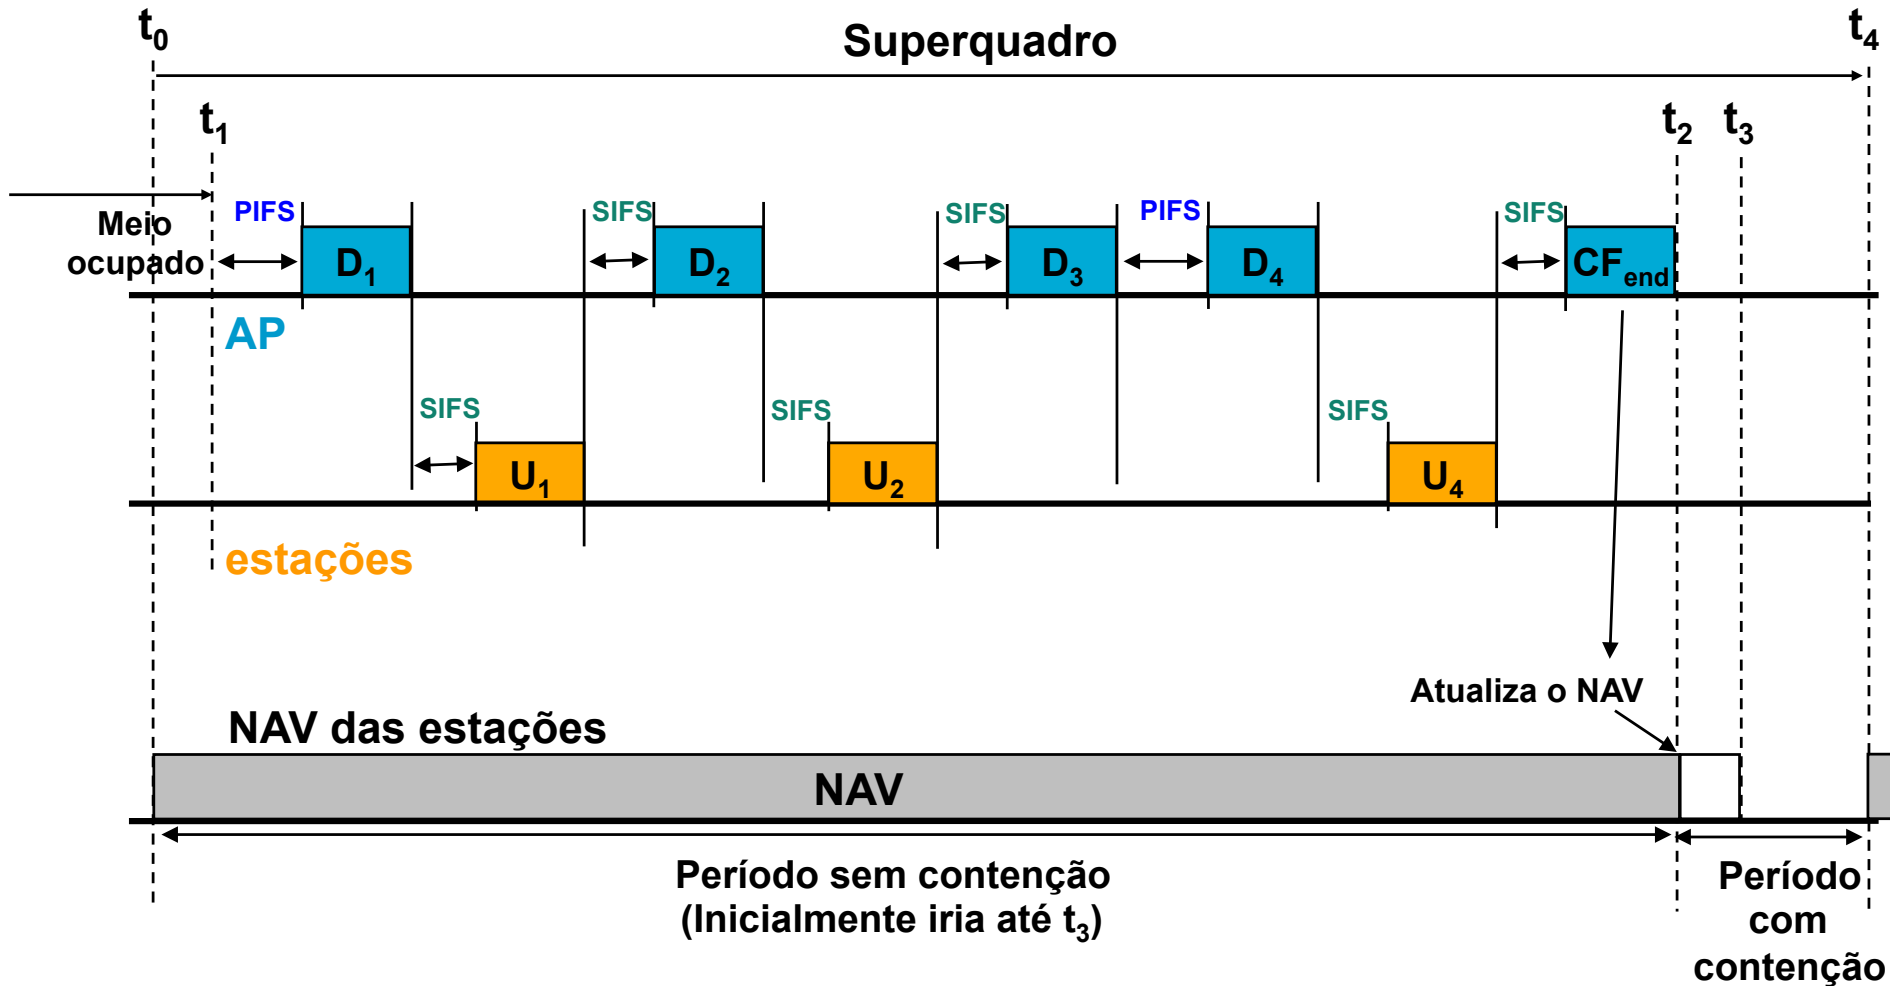 t₀
Superquadro
t₄
t₁
t₂
t₃
Meio
ocupado
PIFS
D₁
SIFS
D₂
SIFS
D₃
PIFS
D₄
SIFS
CFₑₙd
AP
SIFS
U₁
SIFS
U₂
SIFS
U₄
estações
Atualiza o NAV
NAV das estações
NAV
Período sem contenção
(Inicialmente iria até t₃)
Período
com
contenção